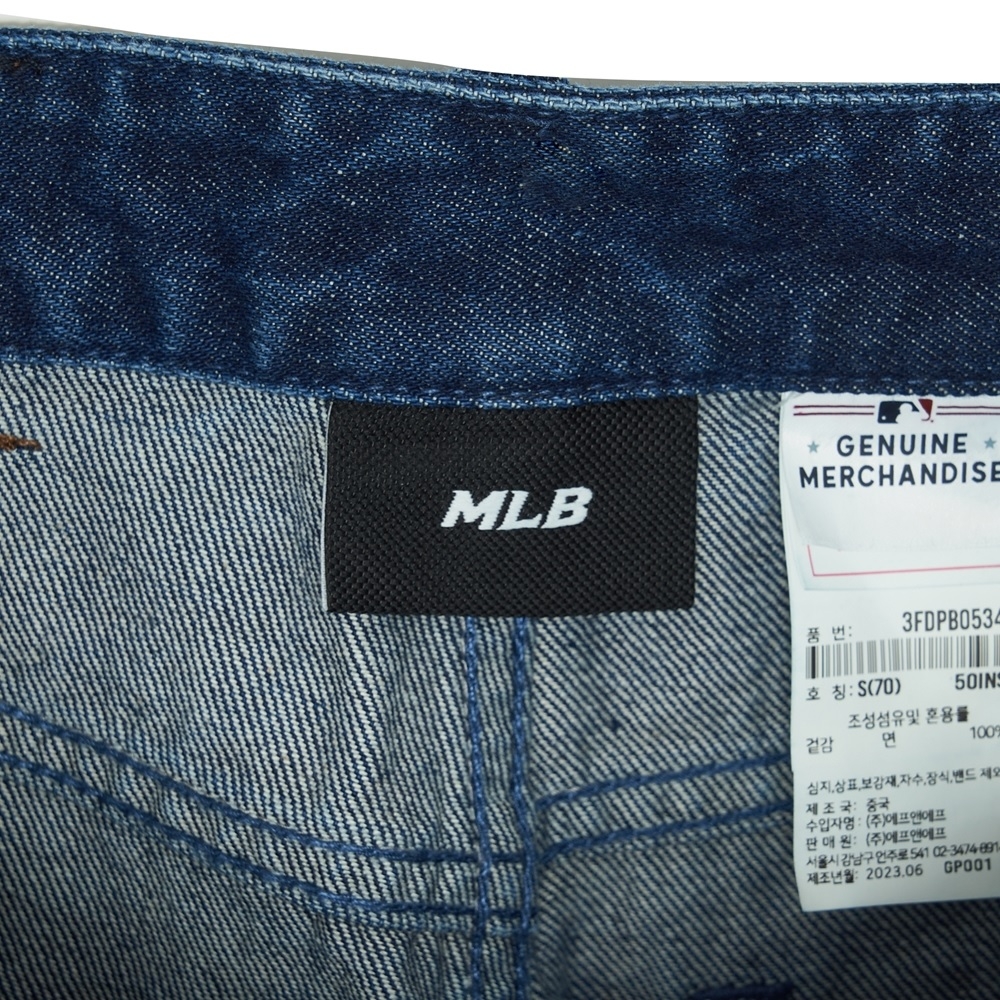 MLB
GENUINE
MERCHANDISE
품 번: 3FDPB0534
호 칭: S(70) 50INS
조성섬유및 혼용률
겉감 면 100%
심지,상표,보강재,자수,장식,밴드 제외
제 조 국: 중국
수입자명: (주)에프앤에프
판 매 원: (주)에프앤에프
서울시 강남구 언주로 541 02-3474-891
제조년월: 2023.06 GP001